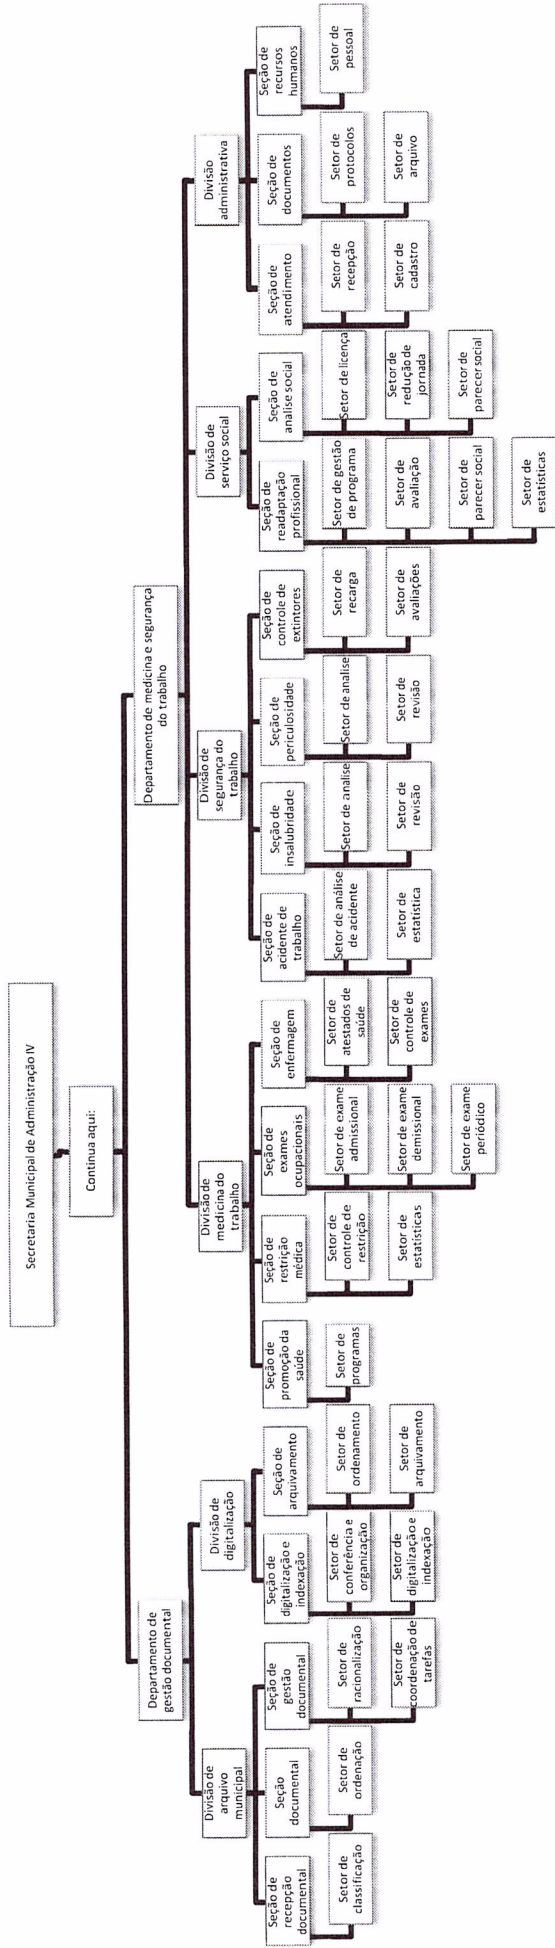 Secretaria Municipal de Administração IV
Continua aqui:
Departamento de
gestão documental
Departamento de medicina e segurança
do trabalho
Divisão de
arquivo
municipal
Divisão de
digitalização
Divisão de
medicina do
trabalho
Divisão de
segurança do
trabalho
Divisão de
serviço social
Divisão
administrativa
Seção de
recepção
documental
Seção
documental
Seção de
gestão
documental
Seção de
digitalização e
indexação
Seção de
arquivamento
Seção de
promoção da
saúde
Seção de
restrição
médica
Seção de
exames
ocupacionais
Seção de
enfermagem
Seção de
acidente de
trabalho
Seção de
insalubridade
Seção de
periculosidade
Seção de
controle de
extintores
Seção de
readaptação
profissional
Seção de
analise social
Seção de
atendimento
Seção de
documentos
Seção de
recursos
humanos
Setor de
classificação
Setor de
ordenação
Setor de
racionalização
Setor de
conferência e
organização
Setor de
ordenamento
Setor de
programas
Setor de
controle de
restrição
Setor de exame
admissional
Setor de
atestados de
saúde
Setor de análise
de acidente
Setor de analise
Setor de analise
Setor de
recarga
Setor de gestão
de programa
Setor de licença
Setor de
recepção
Setor de
protocolos
Setor de
pessoal
Setor de
coordenação de
tarefas
Setor de
digitalização e
indexação
Setor de
arquivamento
Setor de
estatísticas
Setor de exame
demissional
Setor de
controle de
exames
Setor de
estatística
Setor de
revisão
Setor de
revisão
Setor de
avaliações
Setor de
avaliação
Setor de
redução de
jornada
Setor de
cadastro
Setor de
arquivo
Setor de exame
periódico
Setor de
parecer social
Setor de
parecer social
Setor de
estatísticas